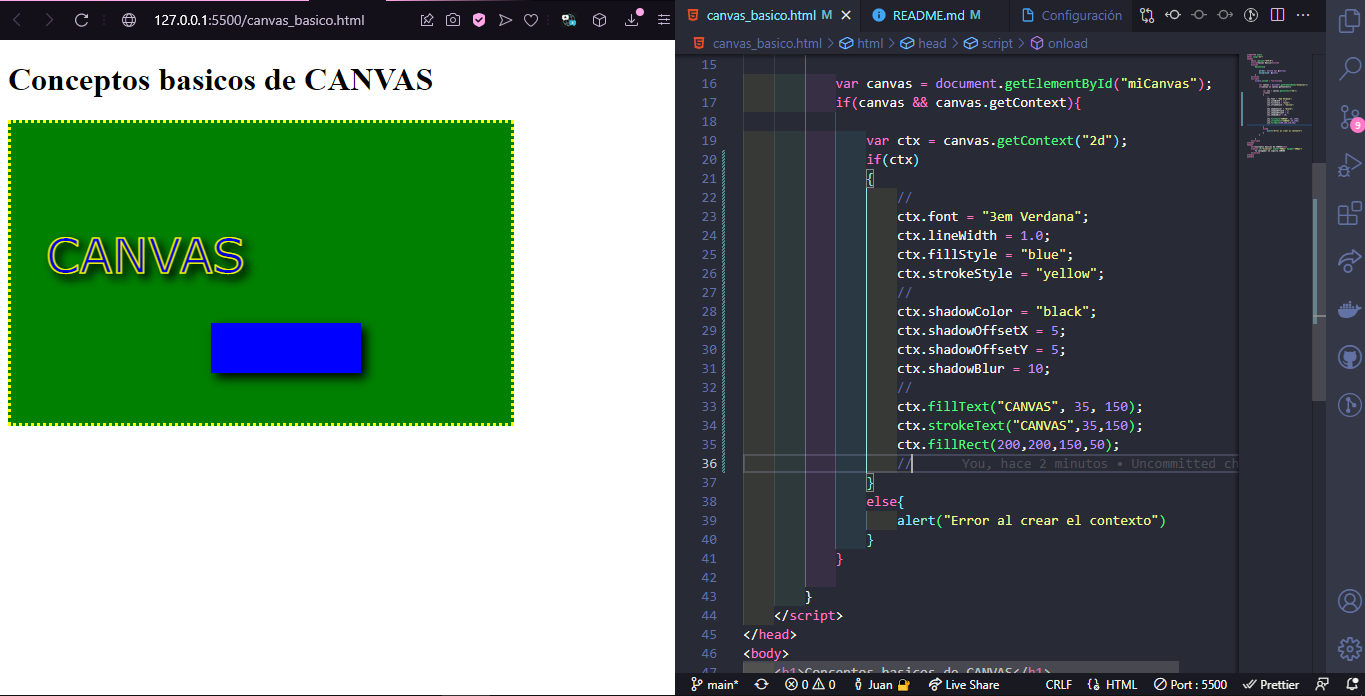 127.0.0.1:5500/canvas_basico.html
Conceptos basicos de CANVAS
CANVAS
canvas_basico.html M
README.md M
Configuración
canvas_basico.html > html > head > script > onload
15
16 var canvas = document.getElementById("miCanvas");
17 if(canvas && canvas.getContext){
18
19 var ctx = canvas.getContext("2d");
20 if(ctx)
21 {
22 //
23 ctx.font = "3em Verdana";
24 ctx.lineWidth = 1.0;
25 ctx.fillStyle = "blue";
26 ctx.strokeStyle = "yellow";
27 //
28 ctx.shadowColor = "black";
29 ctx.shadowOffsetX = 5;
30 ctx.shadowOffsetY = 5;
31 ctx.shadowBlur = 10;
32 //
33 ctx.fillText("CANVAS", 35, 150);
34 ctx.strokeText("CANVAS",35,150);
35 ctx.fillRect(200,200,150,50);
36 // You, hace 2 minutos • Uncommitted ch
37 }
38 else{
39 alert("Error al crear el contexto")
40 }
41 }
42
43 }
44 </script>
45 </head>
46 <body>
47 <h1>Conceptos basicos de CANVAS</h1>
9
main* 0 0 Juan Live Share CRLF HTML Port : 5500 Prettier